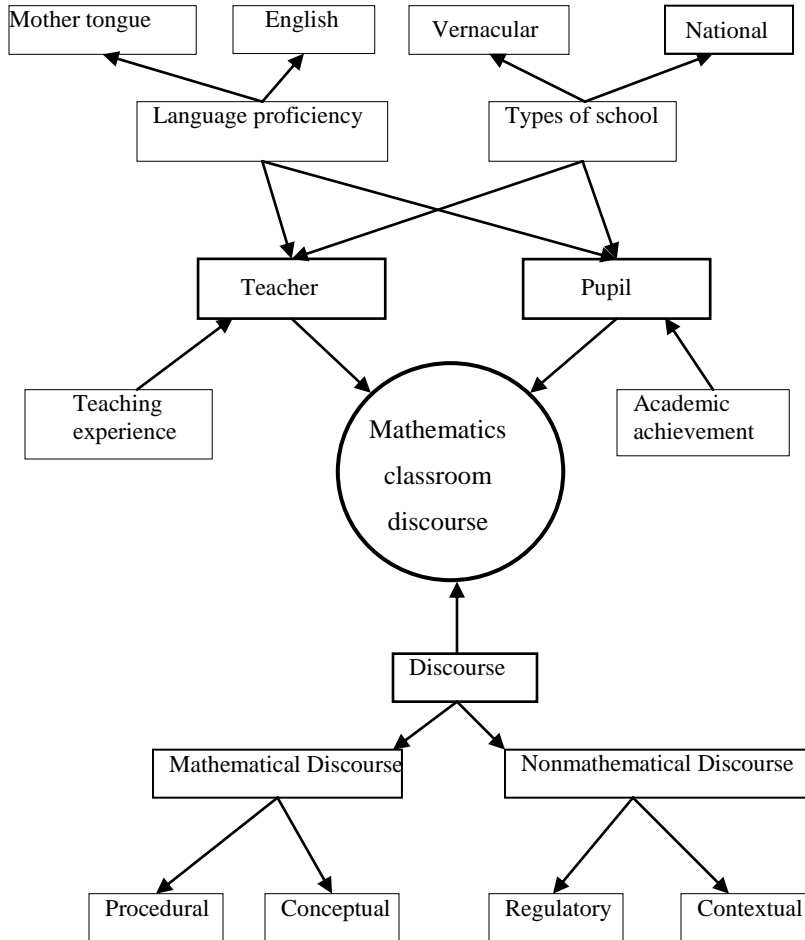 Mother tongue
English
Vernacular
National
Language proficiency
Types of school
Teacher
Pupil
Teaching
experience
Mathematics
classroom
discourse
Academic
achievement
Discourse
Mathematical Discourse
Nonmathematical Discourse
Procedural
Conceptual
Regulatory
Contextual